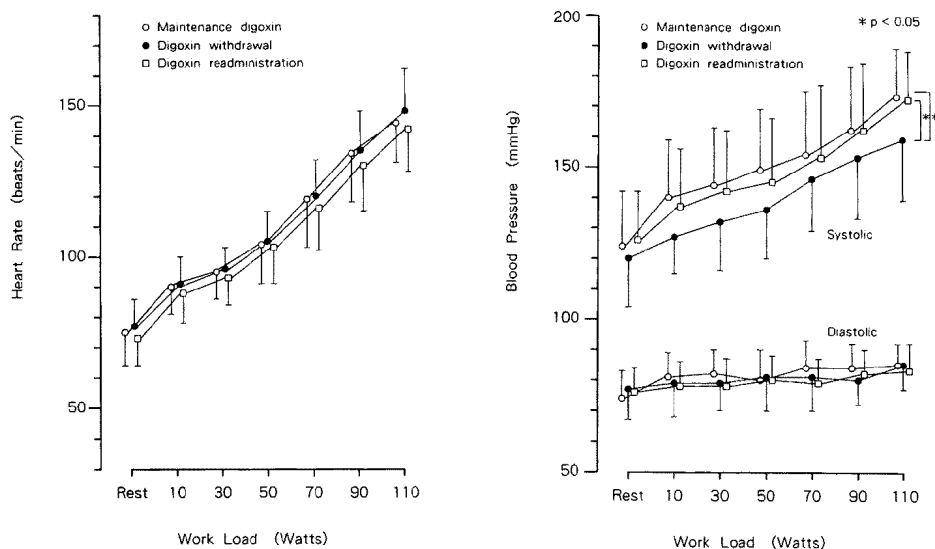 Maintenance digoxin
Digoxin withdrawal
Digoxin readministration
150
100
50
Heart Rate (beats/min)
Rest 10 30 50 70 90 110
Work Load (Watts)
200
150
100
50
Blood Pressure (mmHg)
Maintenance digoxin
Digoxin withdrawal
Digoxin readministration
* p < 0.05
**
Systolic
Diastolic
Rest 10 30 50 70 90 110
Work Load (Watts)